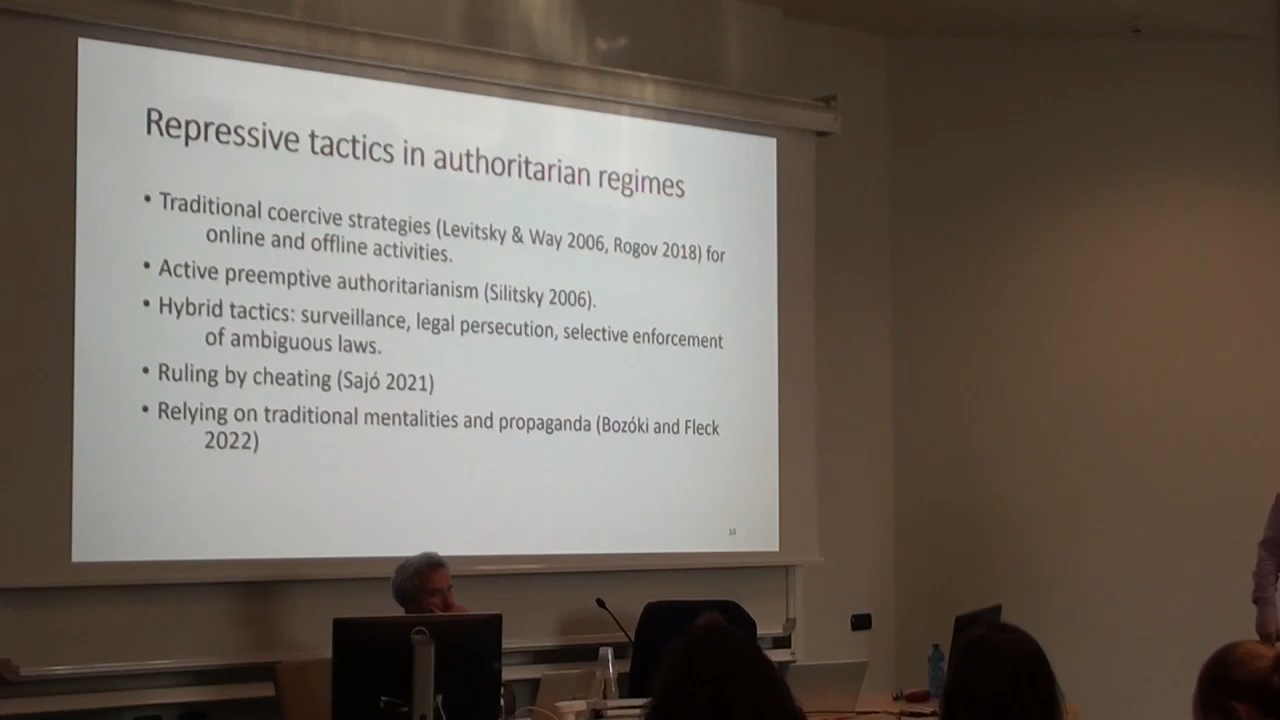 Repressive tactics in authoritarian regimes
• Traditional coercive strategies (Levitsky & Way 2006, Rogov 2018) for
online and offline activities.
• Active preemptive authoritarianism (Silitsky 2006).
• Hybrid tactics: surveillance, legal persecution, selective enforcement
of ambiguous laws.
• Ruling by cheating (Sajó 2021)
• Relying on traditional mentalities and propaganda (Bozóki and Fleck
2022)